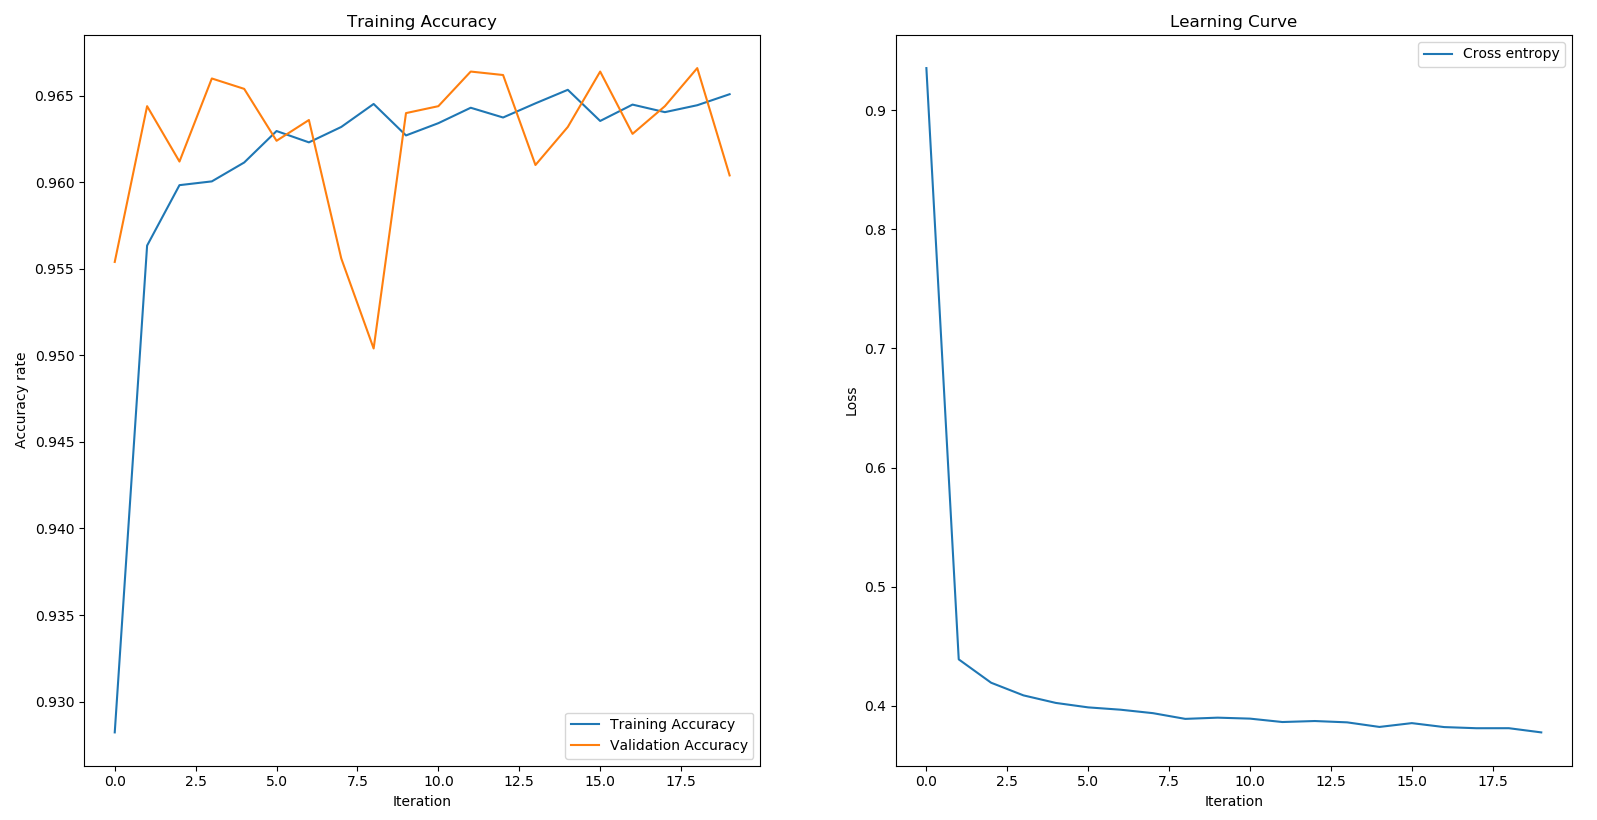 Training Accuracy
Accuracy rate
0.965
0.960
0.955
0.950
0.945
0.940
0.935
0.930
Training Accuracy
Validation Accuracy
0.0 2.5 5.0 7.5 10.0 12.5 15.0 17.5
Iteration
Learning Curve
Cross entropy
Loss
0.9
0.8
0.7
0.6
0.5
0.4
0.0 2.5 5.0 7.5 10.0 12.5 15.0 17.5
Iteration